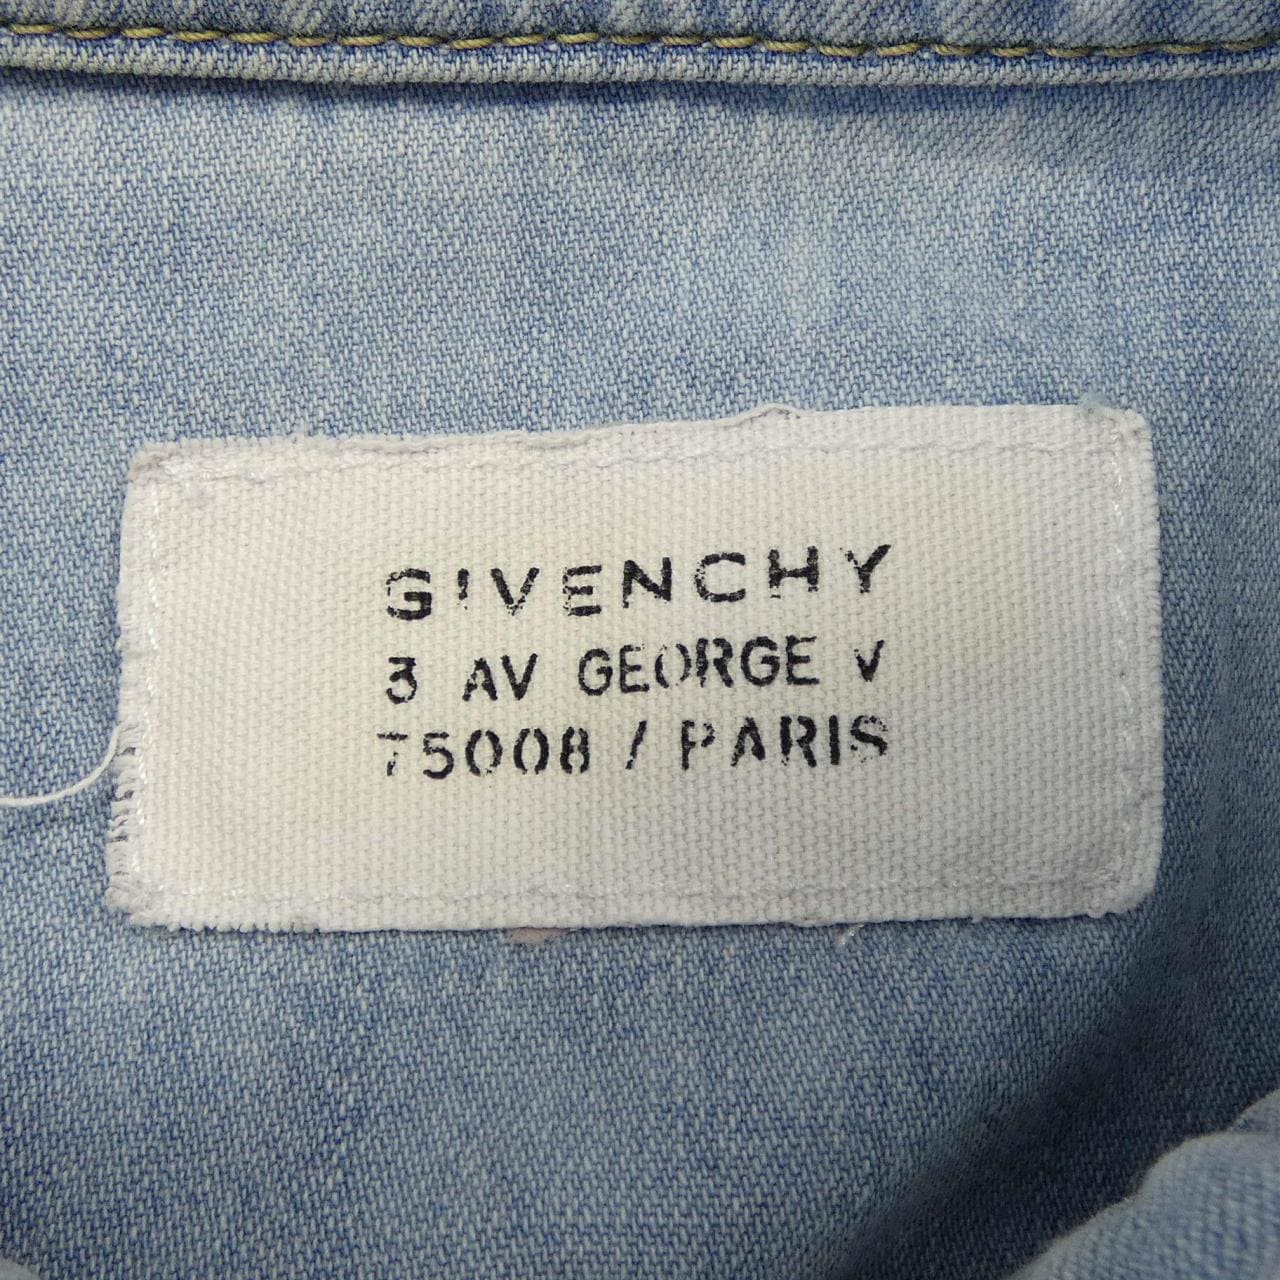 GIVENCHY
3 AV GEORGE V
75008 / PARIS